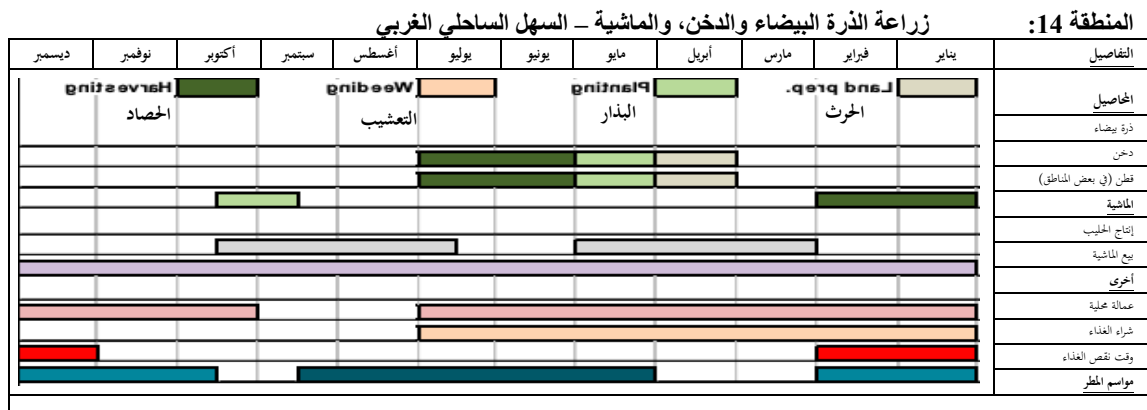 المنطقة 14: زراعة الذرة البيضاء والدخن، والماشية – السهل الساحلي الغربي
التفاصيل يناير فبراير مارس أبريل مايو يونيو يوليو أغسطس سبتمبر أكتوبر نوفمبر ديسمبر
المحاصيل Land prep. Planting Weeding Harvesting
الحرث البذار التعشيب الحصاد
ذرة بيضاء
دخن
قطن (في بعض المناطق)
الماشية
إنتاج الحليب
بيع الماشية
أخرى
عمالة محلية
شراء الغذاء
وقت نقص الغذاء
مواسم المطر